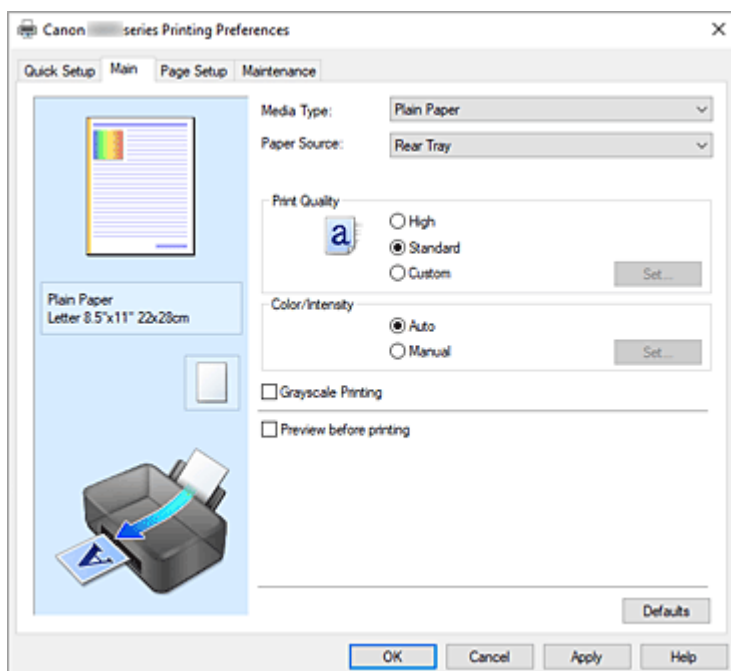 Canon series Printing Preferences
Quick Setup Main Page Setup Maintenance
Media Type: Plain Paper
Paper Source: Rear Tray
Print Quality
a
High
Standard
Custom Set...
Plain Paper
Letter 8.5"x11" 22x28cm
Color/Intensity
Auto
Manual Set...
Grayscale Printing
Preview before printing
A
Defaults
OK Cancel Apply Help